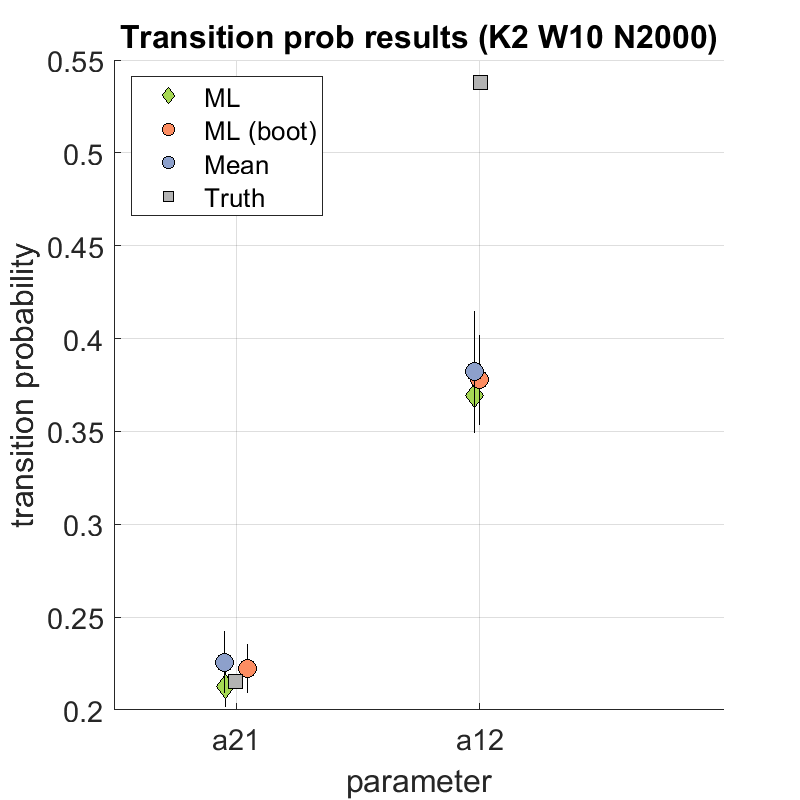 Transition prob results (K2 W10 N2000)
ML
ML (boot)
Mean
Truth
0.55
0.5
0.45
0.4
0.35
0.3
0.25
0.2
transition probability
a21
a12
parameter